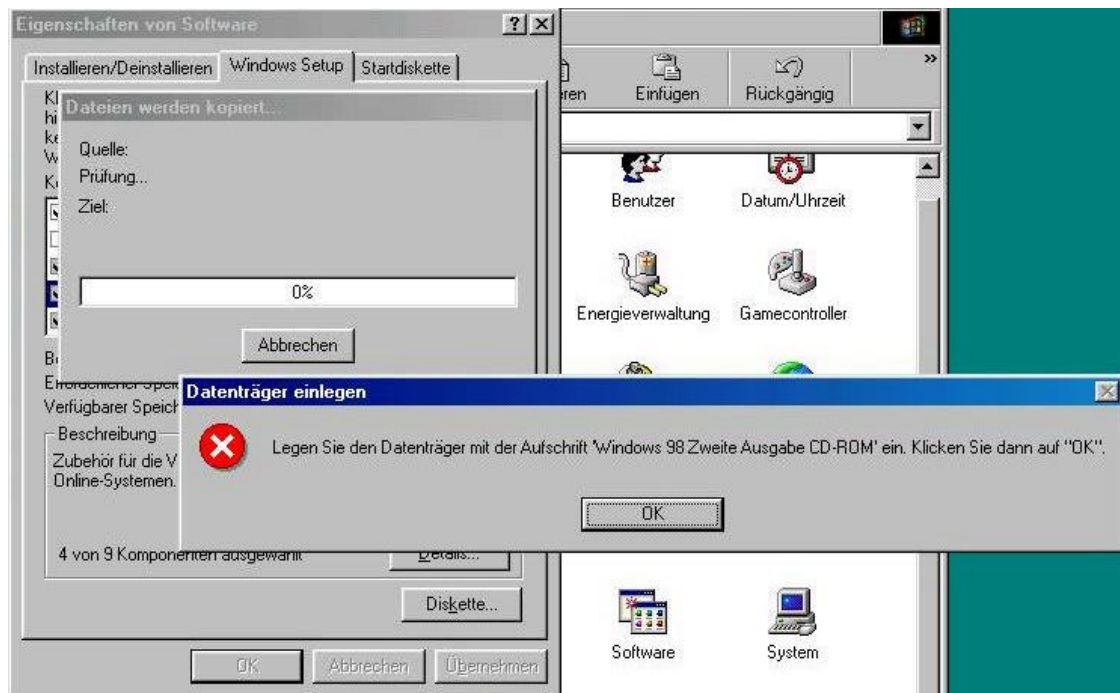 Eigenschaften von Software
Installieren/Deinstallieren Windows Setup Startdiskette
Dateien werden kopiert...
Quelle:
Prüfung...
Ziel:
0%
Abbrechen
Verfügbarer Speich
Beschreibung
Zubehör für die V
Online-Systemen.
4 von 9 Komponenten ausgewählt Details...
Diskette...
OK Abbrechen Übernehmen
Datenträger einlegen
Legen Sie den Datenträger mit der Aufschrift 'Windows 98 Zweite Ausgabe CD-ROM' ein. Klicken Sie dann auf "OK".
OK
Einfügen Rückgängig
Benutzer Datum/Uhrzeit
Energieverwaltung Gamecontroller
Software System